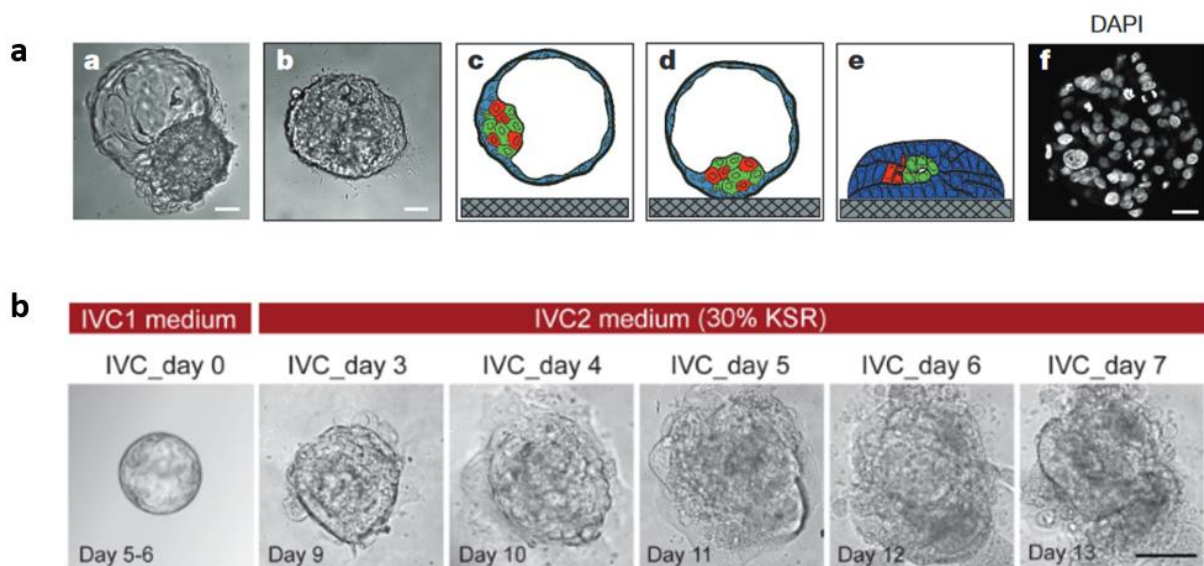 DAPI
a
a b c d e f
b
IVC1 medium IVC2 medium (30% KSR)
IVC_day 0 IVC_day 3 IVC_day 4 IVC_day 5 IVC_day 6 IVC_day 7
Day 5-6 Day 9 Day 10 Day 11 Day 12 Day 13